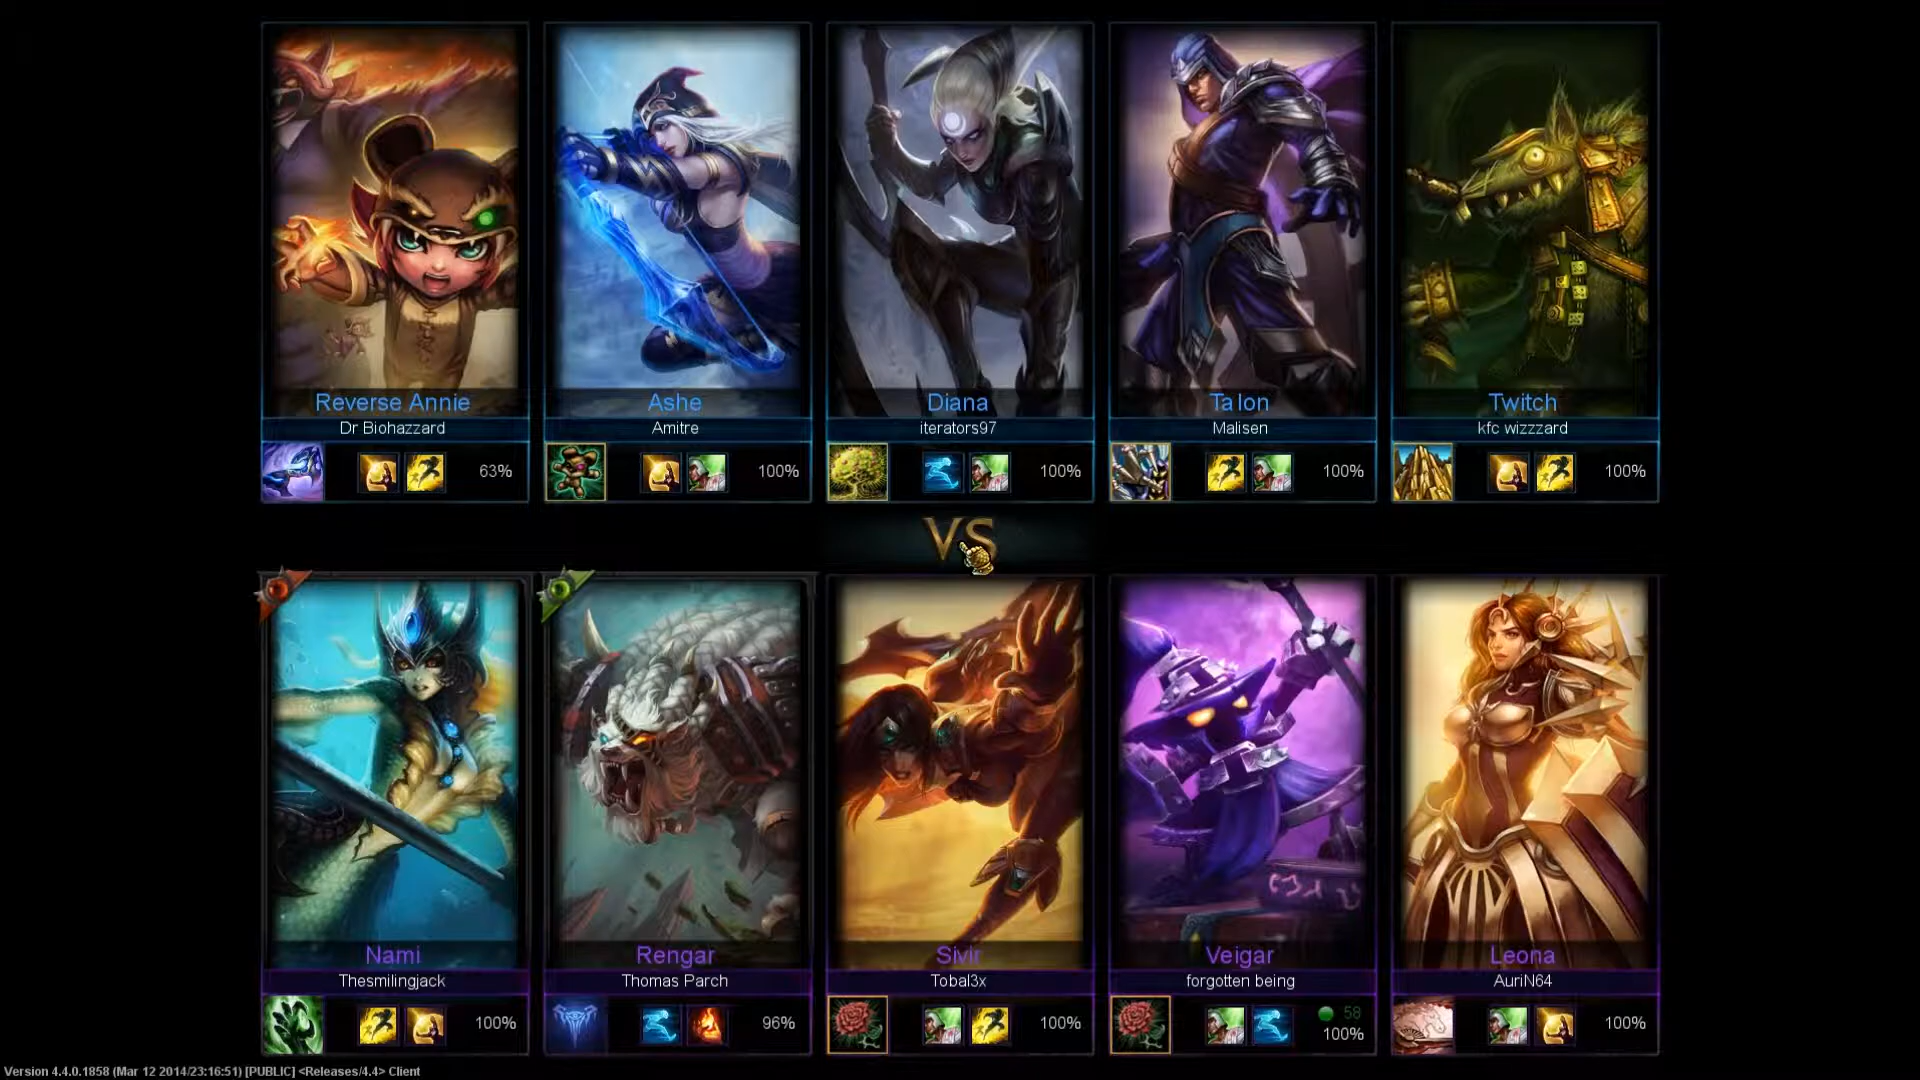 Reverse Annie
Dr Biohazzard
63%
Ashe
Amitre
100%
Diana
iterators97
100%
Talon
Malisen
100%
Twitch
kfc wizzzard
100%
VS
Nami
Thesmilingjack
100%
Rengar
Thomas Parch
96%
Sivir
Tobal3x
100%
Veigar
forgotten being
58
100%
Leona
AuriN64
100%
Version 4.4.0.1858 (Mar 12 2014/23:16:51) [PUBLIC] <Releases/4.4> Client